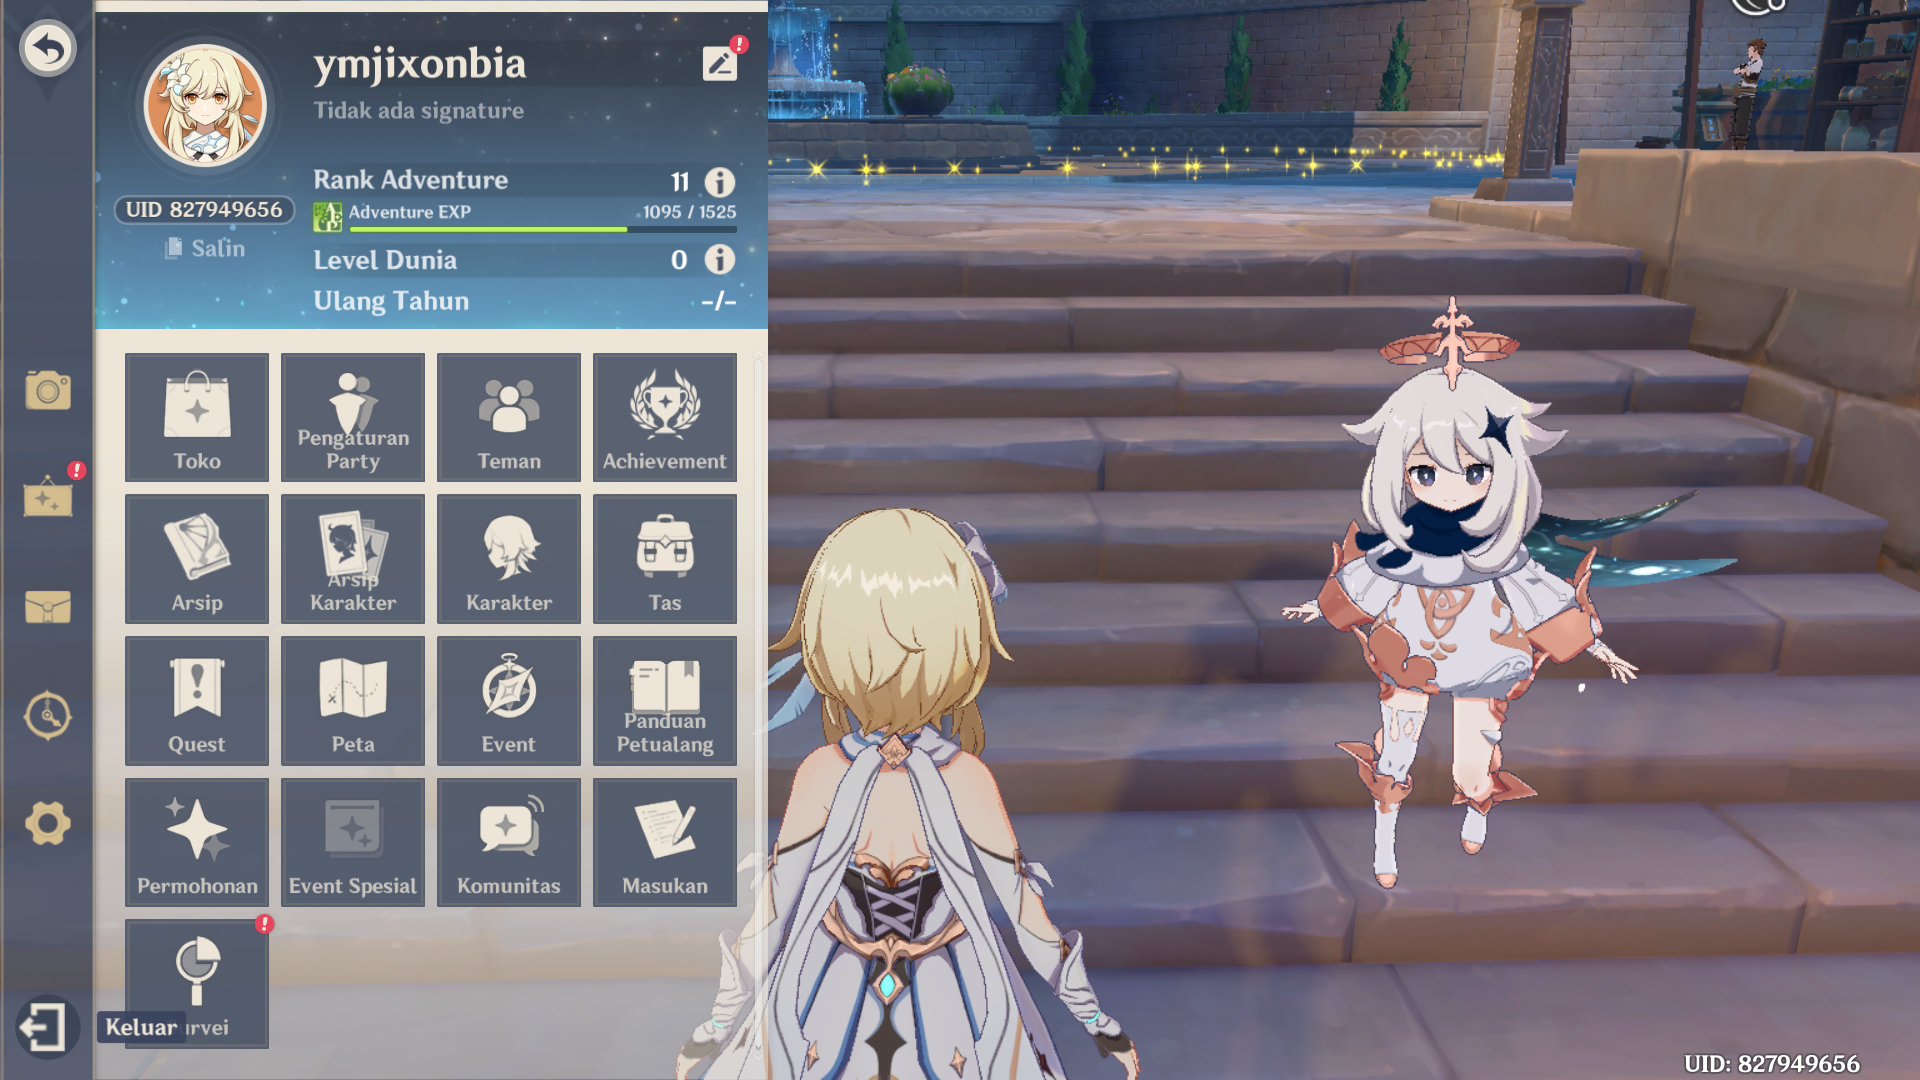 ymjixonbia
Tidak ada signature
Rank Adventure 11
Adventure EXP 1095 / 1525
UID 827949656
Salin
Level Dunia 0
Ulang Tahun -/-
Toko
Pengaturan
Party
Teman
Achievement
Arsip
Arsip
Karakter
Karakter
Tas
Quest
Peta
Event
Panduan
Petualang
Permohonan
Event Spesial
Komunitas
Masukan
Keluar
UID: 827949656